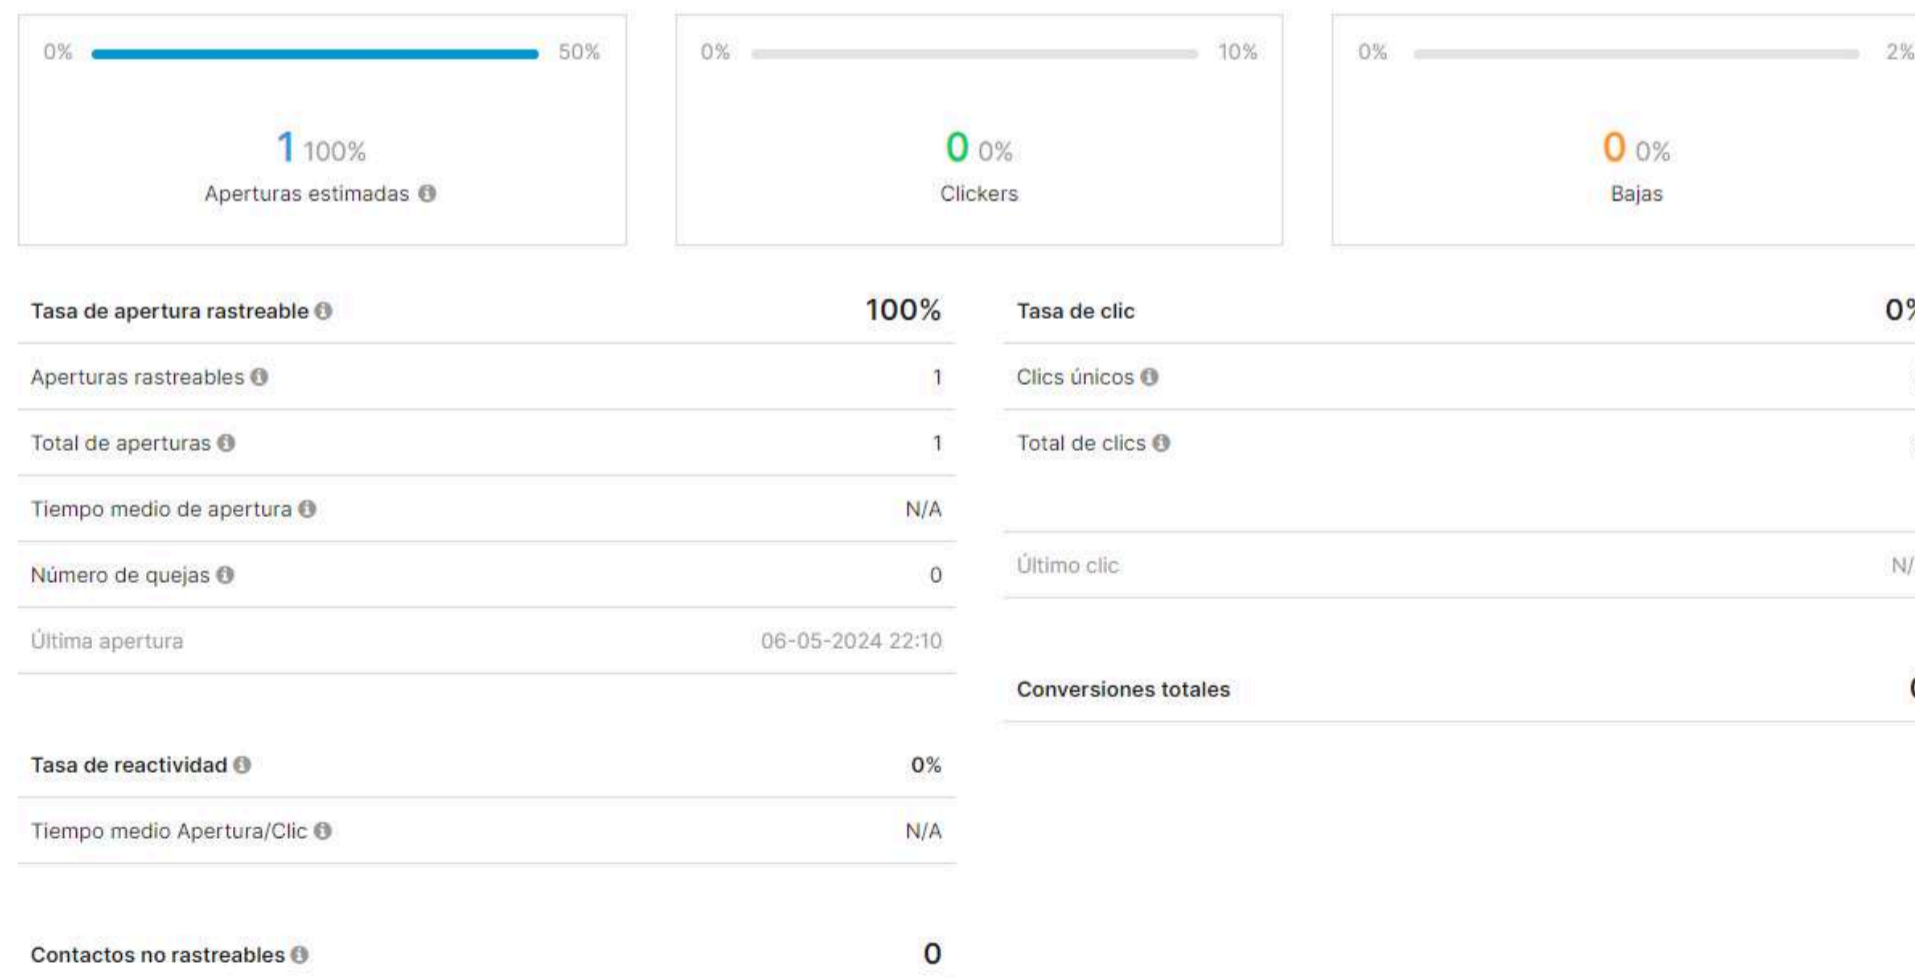 0% 50%
1 100%
Aperturas estimadas
0% 10%
0 0%
Clickers
0% 2%
0 0%
Bajas
Tasa de apertura rastreable 100%
Aperturas rastreables 1
Total de aperturas 1
Tiempo medio de apertura N/A
Número de quejas 0
Última apertura 06-05-2024 22:10
Tasa de reactividad 0%
Tiempo medio Apertura/Clic N/A
Contactos no rastreables 0
Tasa de clic 0%
Clics únicos
Total de clics
Último clic N/
Conversiones totales